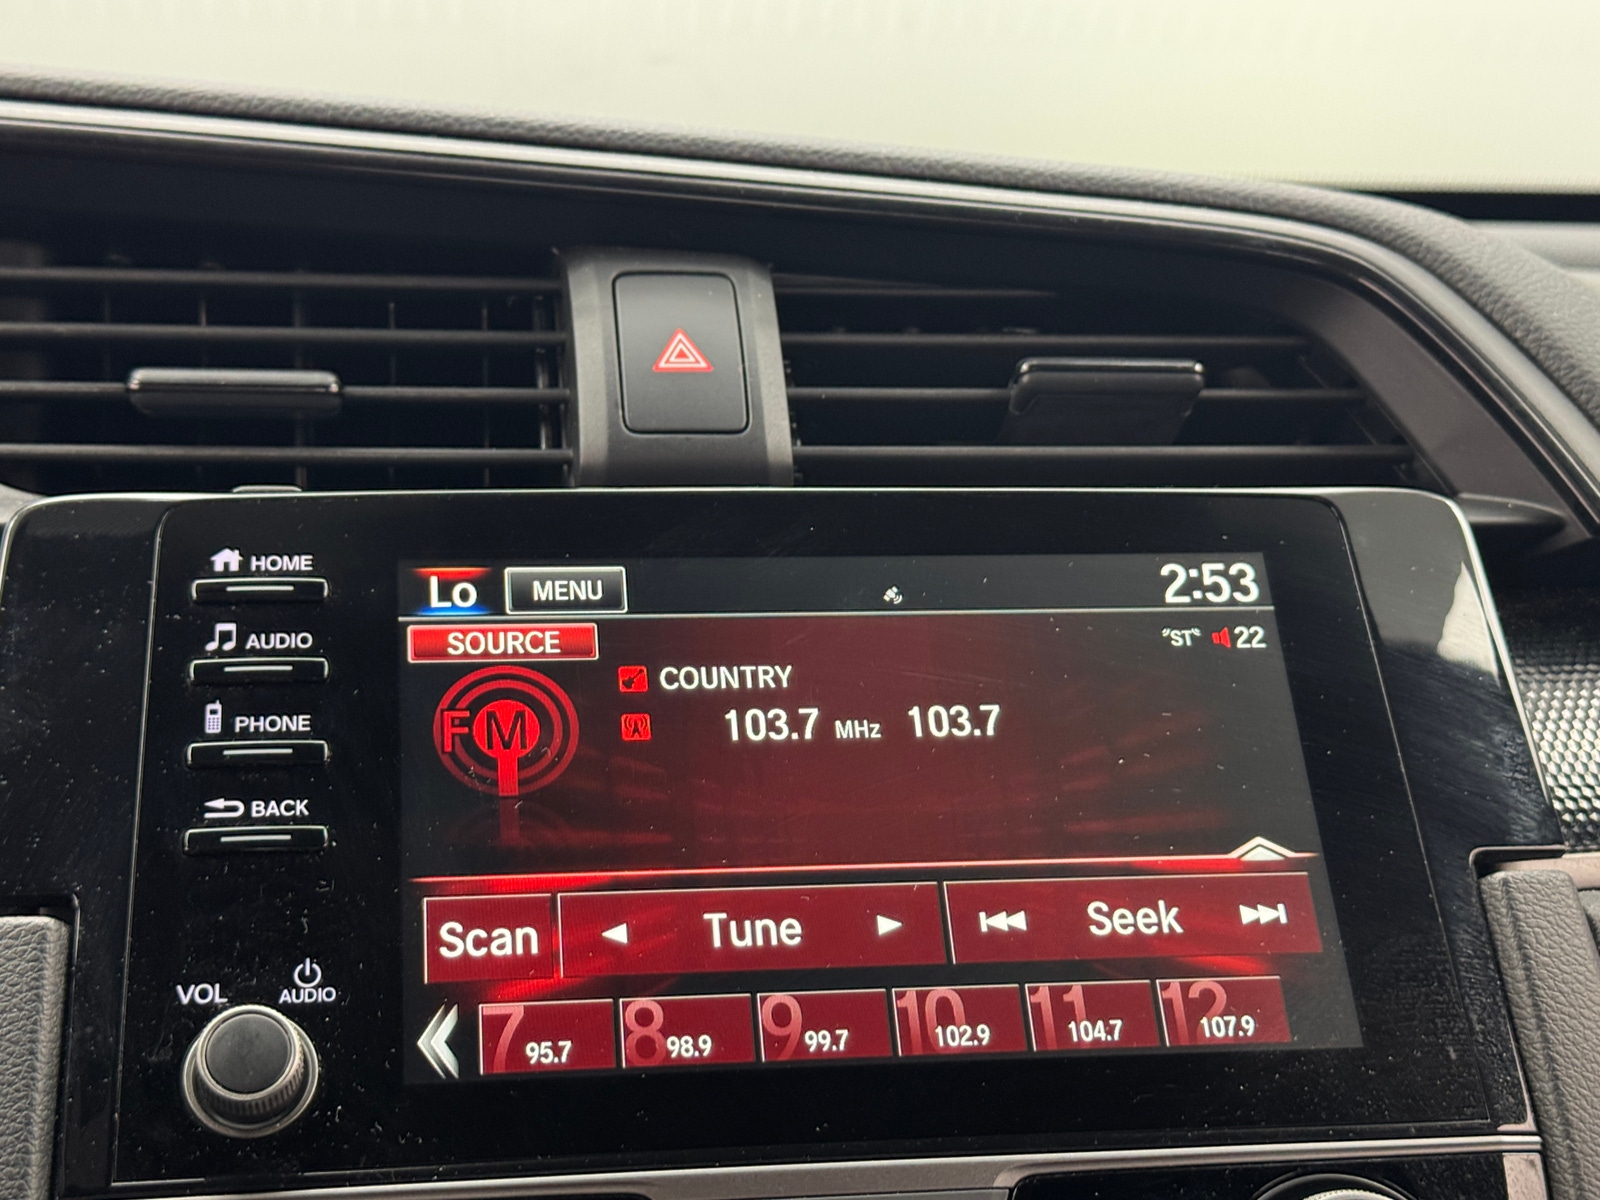 HOME
AUDIO
PHONE
BACK
VOL
AUDIO
Lo MENU 2:53
SOURCE "ST" 22
FM
COUNTRY
103.7 MHz 103.7
Scan Tune Seek
7 95.7 8 98.9 9 99.7 10 102.9 11 104.7 12 107.9